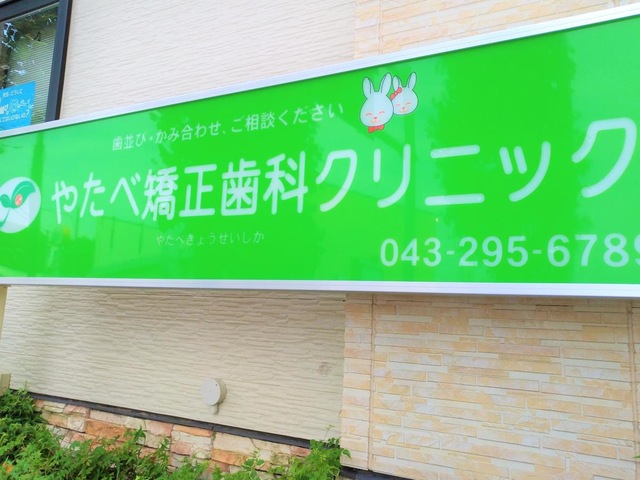 歯並び・かみ合わせ、ご相談ください
やたべ矯正歯科クリニック
やたべきょうせいしか
043-295-6789